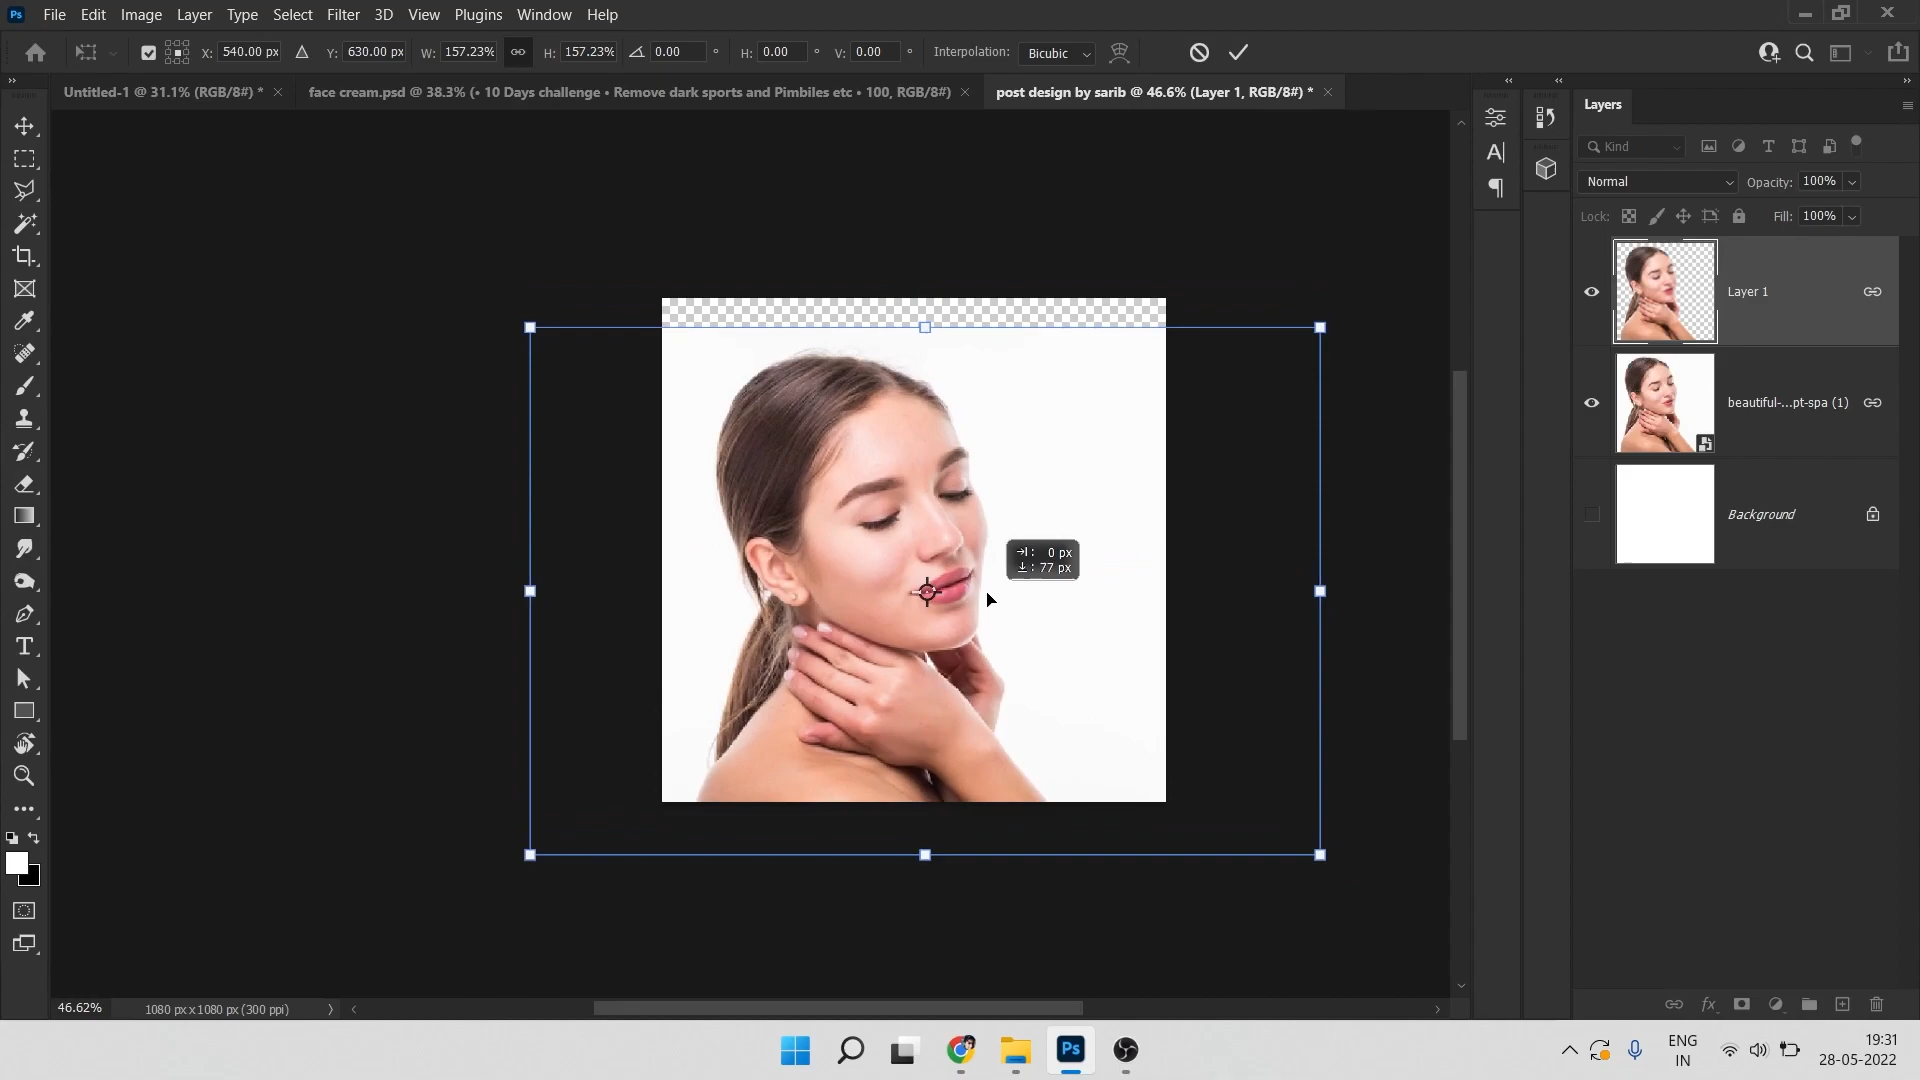 Ps File Edit Image Layer Type Select Filter 3D View Plugins Window Help
X: 540.00 px Y: 630.00 px W: 157.23% H: 157.23% 0.00 ° H: 0.00 ° V: 0.00 ° Interpolation: Bicubic
Untitled-1 @ 31.1% (RGB/8#) * face cream.psd @ 38.3% (• 10 Days challenge • Remove dark sports and Pimbiles etc • 100, RGB/8#) post design by sarib @ 46.6% (Layer 1, RGB/8#) *
Layers
Kind
Normal Opacity: 100%
Lock: Fill: 100%
Layer 1
beautiful-...pt-spa (1)
Background
: 0 px
: 77 px
46.62% 1080 px x 1080 px (300 ppi)
Ps
ENG
IN
19:31
28-05-2022